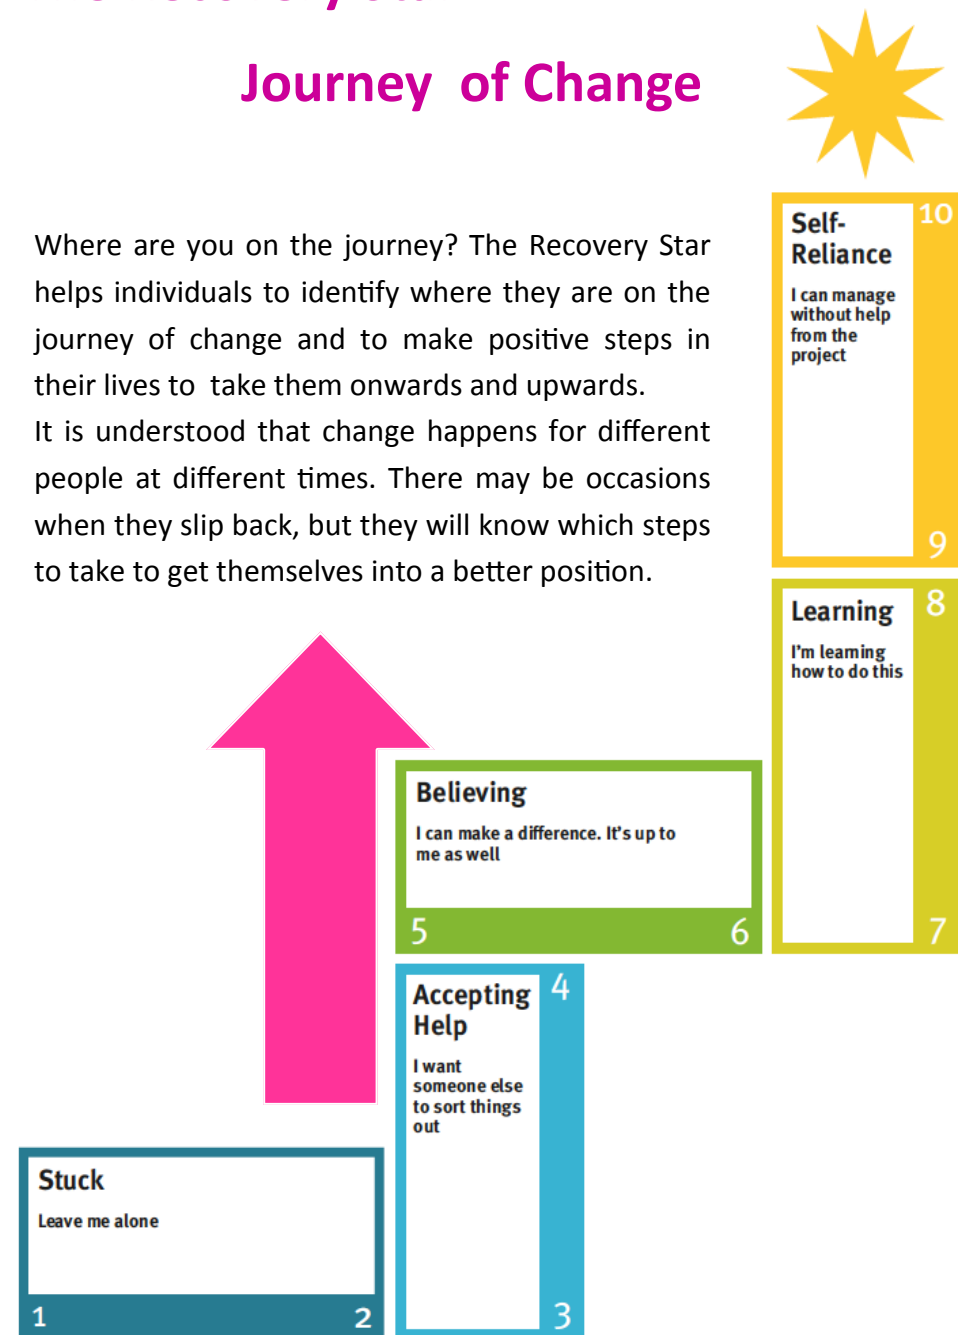 Journey of Change
Where are you on the journey? The Recovery Star
helps individuals to identify where they are on the
journey of change and to make positive steps in
their lives to take them onwards and upwards.
It is understood that change happens for different
people at different times. There may be occasions
when they slip back, but they will know which steps
to take to get themselves into a better position.
Self-
Reliance
10
I can manage
without help
from the
project
9
Learning
8
I'm learning
how to do this
7
Believing
I can make a difference. It's up to
me as well
5 6
Accepting
Help
4
I want
someone else
to sort things
out
3
Stuck
Leave me alone
1 2